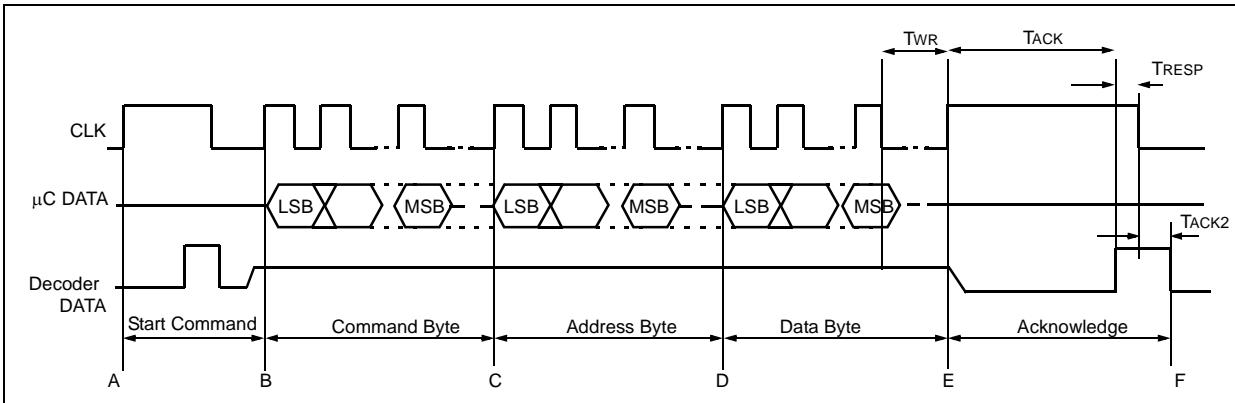 TWR
TACK
TRESP
CLK
μC DATA
LSB
MSB
LSB
MSB
LSB
MSB
TACK2
Decoder
DATA
Start Command
Command Byte
Address Byte
Data Byte
Acknowledge
A
B
C
D
E
F